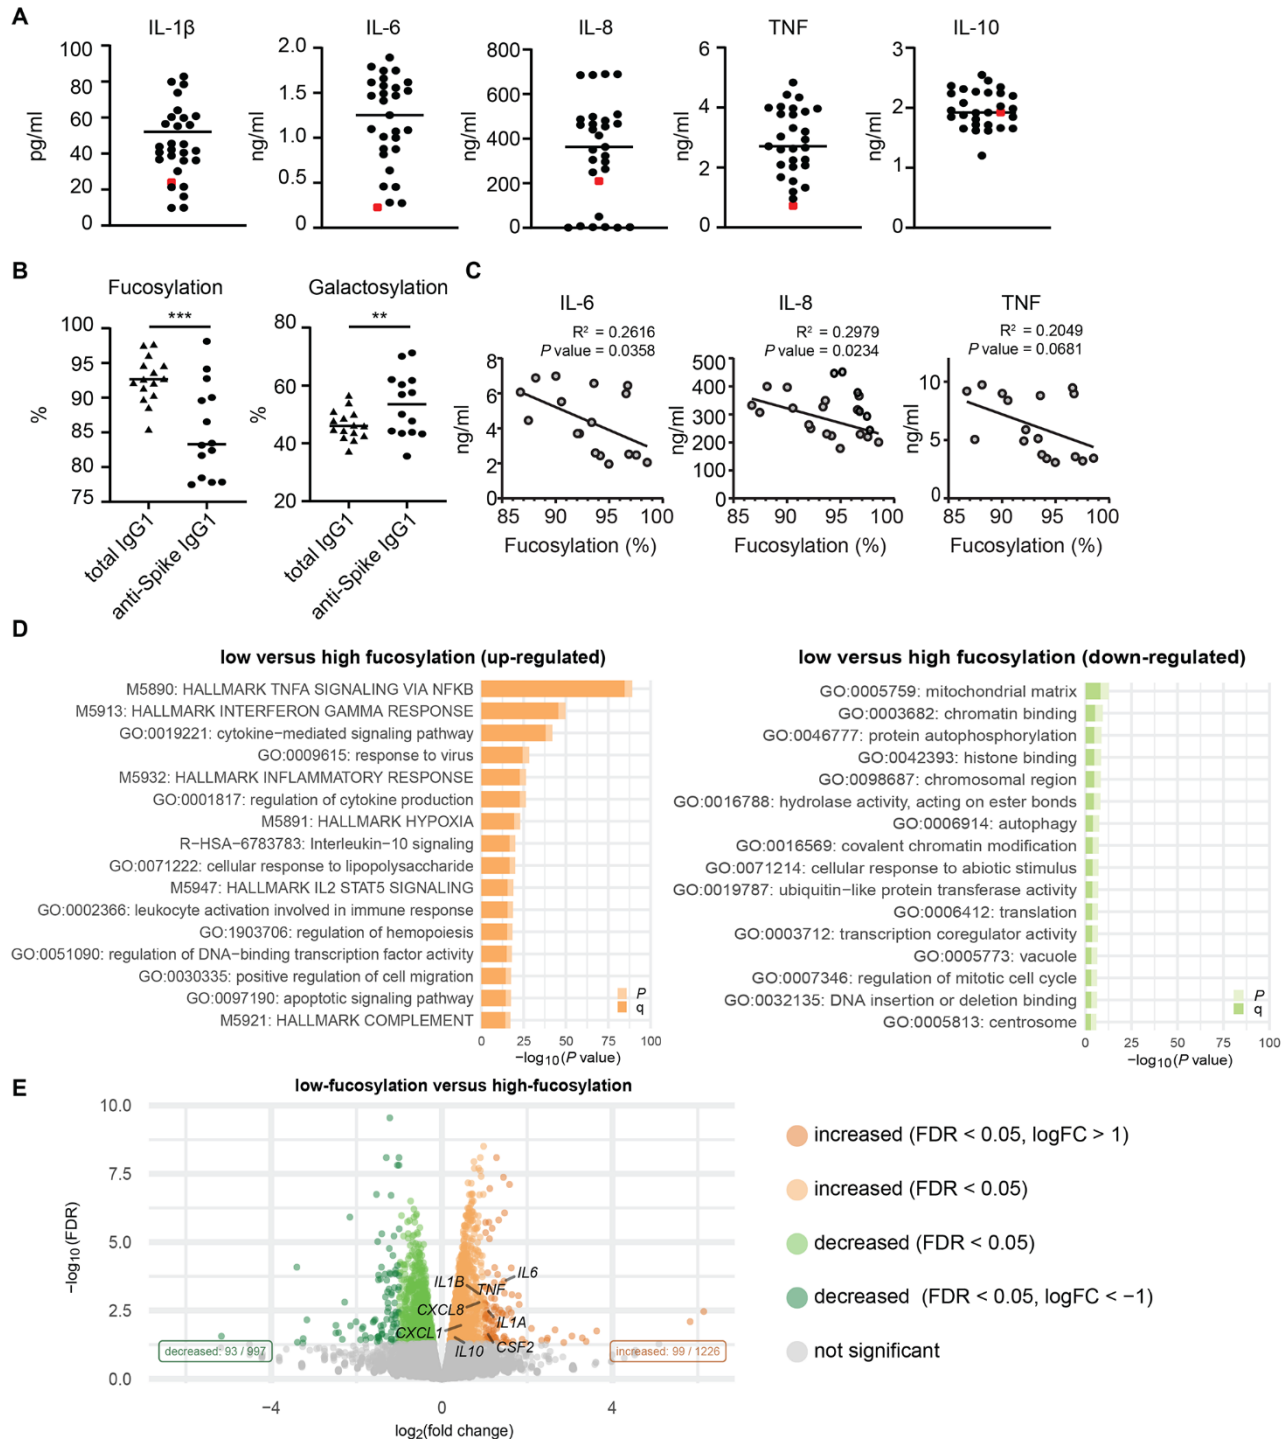 A
IL-1β
IL-6
IL-8
TNF
IL-10
pg/ml
100
80
60
40
20
0
ng/ml
2.0
1.5
1.0
0.5
0
ng/ml
800
600
400
200
0
ng/ml
6
4
2
0
ng/ml
3
2
1
0
B
Fucosylation
***
%
100
95
90
85
80
75
total IgG1
anti-Spike IgG1
Galactosylation
**
%
80
60
40
20
total IgG1
anti-Spike IgG1
C
IL-6
R² = 0.2616
P value = 0.0358
ng/ml
8
6
4
2
0
85 90 95 100
Fucosylation (%)
IL-8
R² = 0.2979
P value = 0.0234
ng/ml
500
400
300
200
100
0
85 90 95 100
Fucosylation (%)
TNF
R² = 0.2049
P value = 0.0681
ng/ml
10
5
0
85 90 95 100
Fucosylation (%)
D
low versus high fucosylation (up-regulated)
M5890: HALLMARK TNFA SIGNALING VIA NFKB
M5913: HALLMARK INTERFERON GAMMA RESPONSE
GO:0019221: cytokine-mediated signaling pathway
GO:0009615: response to virus
M5932: HALLMARK INFLAMMATORY RESPONSE
GO:0001817: regulation of cytokine production
M5891: HALLMARK HYPOXIA
R-HSA-6783783: Interleukin-10 signaling
GO:0071222: cellular response to lipopolysaccharide
M5947: HALLMARK IL2 STAT5 SIGNALING
GO:0002366: leukocyte activation involved in immune response
GO:1903706: regulation of hemopoiesis
GO:0051090: regulation of DNA-binding transcription factor activity
GO:0030335: positive regulation of cell migration
GO:0097190: apoptotic signaling pathway
M5921: HALLMARK COMPLEMENT
P
q
0 25 50 75 100
−log10(P value)
low versus high fucosylation (down-regulated)
GO:0005759: mitochondrial matrix
GO:0003682: chromatin binding
GO:0046777: protein autophosphorylation
GO:0042393: histone binding
GO:0098687: chromosomal region
GO:0016788: hydrolase activity, acting on ester bonds
GO:0006914: autophagy
GO:0016569: covalent chromatin modification
GO:0071214: cellular response to abiotic stimulus
GO:0019787: ubiquitin-like protein transferase activity
GO:0006412: translation
GO:0003712: transcription coregulator activity
GO:0005773: vacuole
GO:0007346: regulation of mitotic cell cycle
GO:0032135: DNA insertion or deletion binding
GO:0005813: centrosome
P
q
0 25 50 75 100
−log10(P value)
E
low-fucosylation versus high-fucosylation
−log10(FDR)
10.0
7.5
5.0
2.5
0.0
IL6
IL1B
TNF
CXCL8
IL1A
CXCL1
CSF2
IL10
decreased: 93 / 997
increased: 99 / 1226
−4 0 4
log2(fold change)
increased (FDR < 0.05, logFC > 1)
increased (FDR < 0.05)
decreased (FDR < 0.05)
decreased (FDR < 0.05, logFC < −1)
not significant